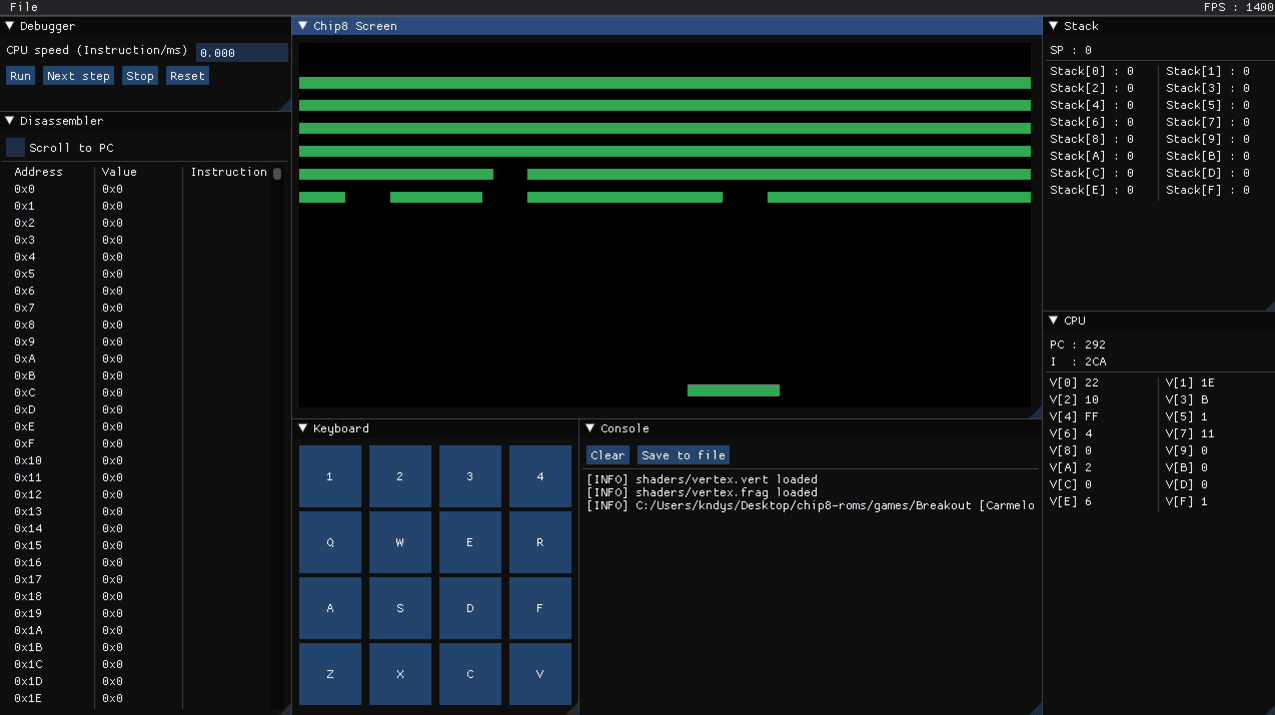 File
FPS : 1400
Debugger
CPU speed (Instruction/ms) 0.000
Run Next step Stop Reset
Disassembler
Scroll to PC
Address Value Instruction
0x0 0x0
0x1 0x0
0x2 0x0
0x3 0x0
0x4 0x0
0x5 0x0
0x6 0x0
0x7 0x0
0x8 0x0
0x9 0x0
0xA 0x0
0xB 0x0
0xC 0x0
0xD 0x0
0xE 0x0
0xF 0x0
0x10 0x0
0x11 0x0
0x12 0x0
0x13 0x0
0x14 0x0
0x15 0x0
0x16 0x0
0x17 0x0
0x18 0x0
0x19 0x0
0x1A 0x0
0x1B 0x0
0x1C 0x0
0x1D 0x0
0x1E 0x0
Chip8 Screen
Keyboard
1 2 3 4
Q W E R
A S D F
Z X C V
Console
Clear Save to file
[INFO] shaders/vertex.vert loaded
[INFO] shaders/vertex.frag loaded
[INFO] C:/Users/kndys/Desktop/chip8-roms/games/Breakout [Carmelo
Stack
SP : 0
Stack[0] : 0 Stack[1] : 0
Stack[2] : 0 Stack[3] : 0
Stack[4] : 0 Stack[5] : 0
Stack[6] : 0 Stack[7] : 0
Stack[8] : 0 Stack[9] : 0
Stack[A] : 0 Stack[B] : 0
Stack[C] : 0 Stack[D] : 0
Stack[E] : 0 Stack[F] : 0
CPU
PC : 292
I : 2CA
V[0] 22 V[1] 1E
V[2] 10 V[3] B
V[4] FF V[5] 1
V[6] 4 V[7] 11
V[8] 0 V[9] 0
V[A] 2 V[B] 0
V[C] 0 V[D] 0
V[E] 6 V[F] 1